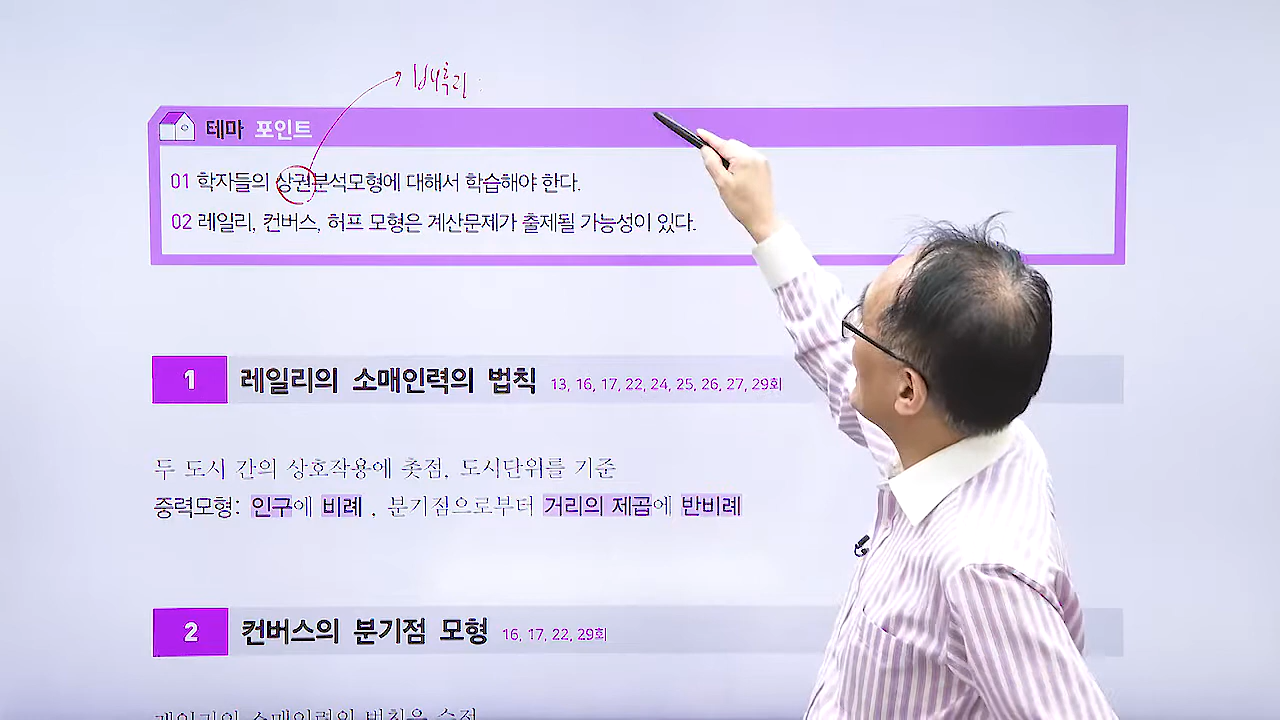 테마 포인트
01 학자들의 상권분석모형에 대해서 학습해야 한다.
02 레일리, 컨버스, 허프 모형은 계산문제가 출제될 가능성이 있다.
1 레일리의 소매인력의 법칙 13, 16, 17, 22, 24, 25, 26, 27, 29회
두 도시 간의 상호작용에 촛점, 도시단위를 기준
중력모형: 인구에 비례 , 분기점으로부터 거리의 제곱에 반비례
2 컨버스의 분기점 모형 16, 17, 22, 29회